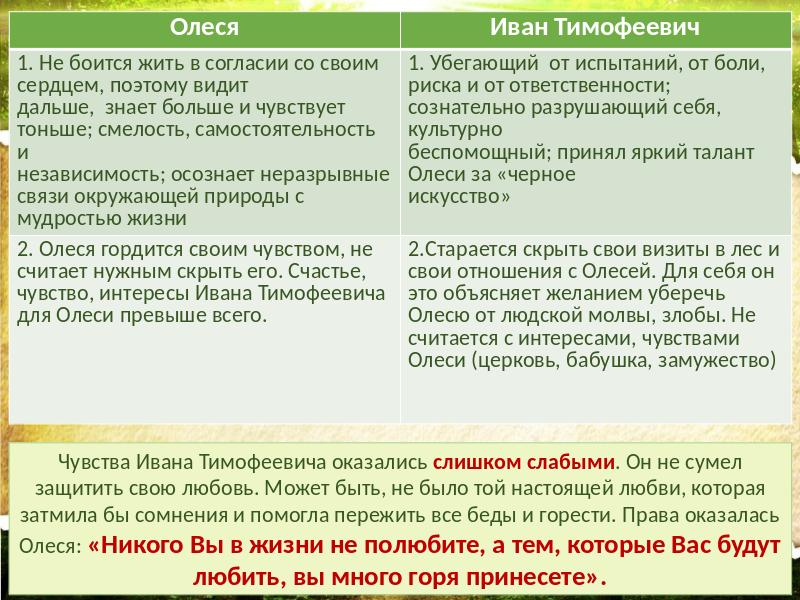 Олеся
Иван Тимофеевич
1. Не боится жить в согласии со своим
сердцем, поэтому видит
дальше,  знает больше и чувствует
тоньше; смелость, самостоятельность
и
независимость; осознает неразрывные
связи окружающей природы с
мудростью жизни
1. Убегающий  от испытаний, от боли,
риска и от ответственности;
сознательно разрушающий себя,
культурно
беспомощный; принял яркий талант
Олеси за «черное
искусство»
2. Олеся гордится своим чувством, не
считает нужным скрыть его. Счастье,
чувство, интересы Ивана Тимофеевича
для Олеси превыше всего.
2.Старается скрыть свои визиты в лес и
свои отношения с Олесей. Для себя он
это объясняет желанием уберечь
Олесю от людской молвы, злобы. Не
считается с интересами, чувствами
Олеси (церковь, бабушка, замужество)
Чувства Ивана Тимофеевича оказались слишком слабыми. Он не сумел
защитить свою любовь. Может быть, не было той настоящей любви, которая
затмила бы сомнения и помогла пережить все беды и горести. Права оказалась
Олеся: «Никого Вы в жизни не полюбите, а тем, которые Вас будут
любить, вы много горя принесете».